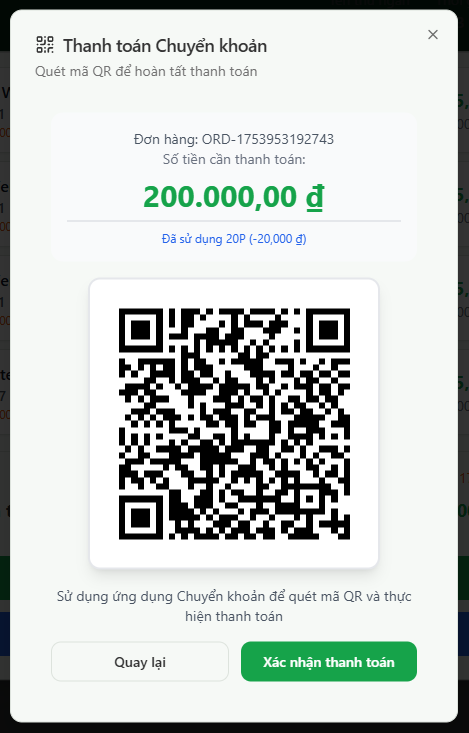 Thanh toán Chuyển khoản
Quét mã QR để hoàn tất thanh toán
Đơn hàng: ORD-1753953192743
Số tiền cần thanh toán:
200.000,00 ₫
Đã sử dụng 20P (-20,000 ₫)
Sử dụng ứng dụng Chuyển khoản để quét mã QR và thực
hiện thanh toán
Quay lại
Xác nhận thanh toán